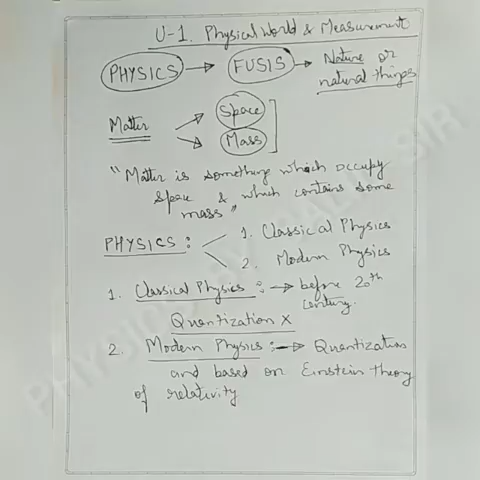 U-1. Physical World & Measurement
PHYSICS → FUSIS → Nature or
natural things
Matter → Space
→ Mass
"Matter is something which occupy
space & which contains some
mass"
PHYSICS : 1. Classical Physics
2. Modern Physics
1. Classical Physics :→ before 20th
century.
Quantization X
2. Modern Physics :→ Quantization
and based on Einstein theory
of relativity